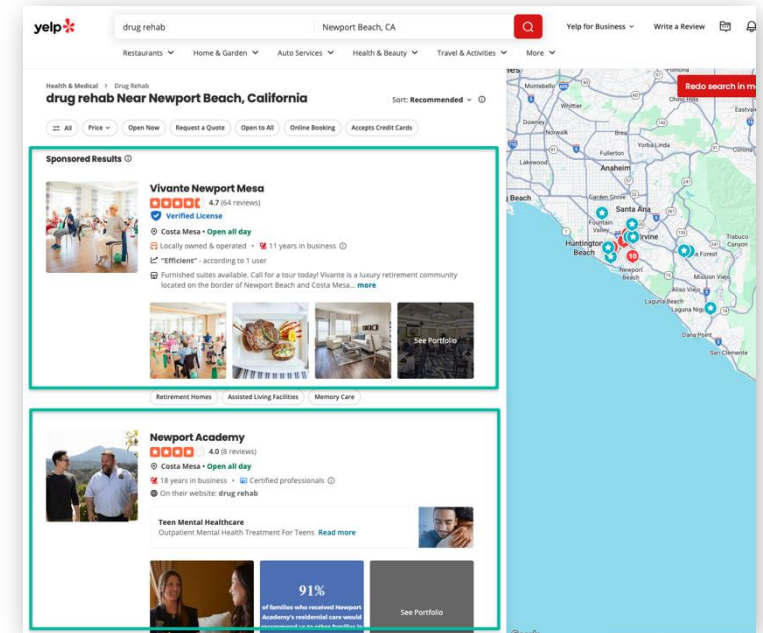 yelp
drug rehab
Newport Beach, CA
Yelp for Business
Write a Review
Restaurants
Home & Garden
Auto Services
Health & Beauty
Travel & Activities
More
Health & Medical > Drug Rehab
drug rehab Near Newport Beach, California
Sort: Recommended
All
Price
Open Now
Request a Quote
Open to All
Online Booking
Accepts Credit Cards
Sponsored Results
Vivante Newport Mesa
4.7 (64 reviews)
Verified License
Costa Mesa • Open all day
Locally owned & operated • 11 years in business
"Efficient" - according to 1 user
Furnished suites available. Call for a tour today! Vivante is a luxury retirement community
located on the border of Newport Beach and Costa Mesa... more
See Portfolio
Retirement Homes
Assisted Living Facilities
Memory Care
Newport Academy
4.0 (8 reviews)
Costa Mesa • Open all day
18 years in business • Certified professionals
On their website: drug rehab
Teen Mental Healthcare
Outpatient Mental Health Treatment For Teens Read more
91%
of families who received Newport
Academy's residential care would
See Portfolio
Redo search in m
Montebello
Whittier
Chino Hills
Downey
Norwalk
Brea
Yorba Linda
Fullerton
Corona
Lakewood
Anaheim
Beach
Garden Grove
Santa Ana
Fountain
Valley
Irvine
Huntington
Beach
10
Newport
Beach
Trabuco
Canyon
Forest
Mission Viejo
Aliso Viejo
Laguna Beach
Laguna Nig
Dana Point
San Clemente